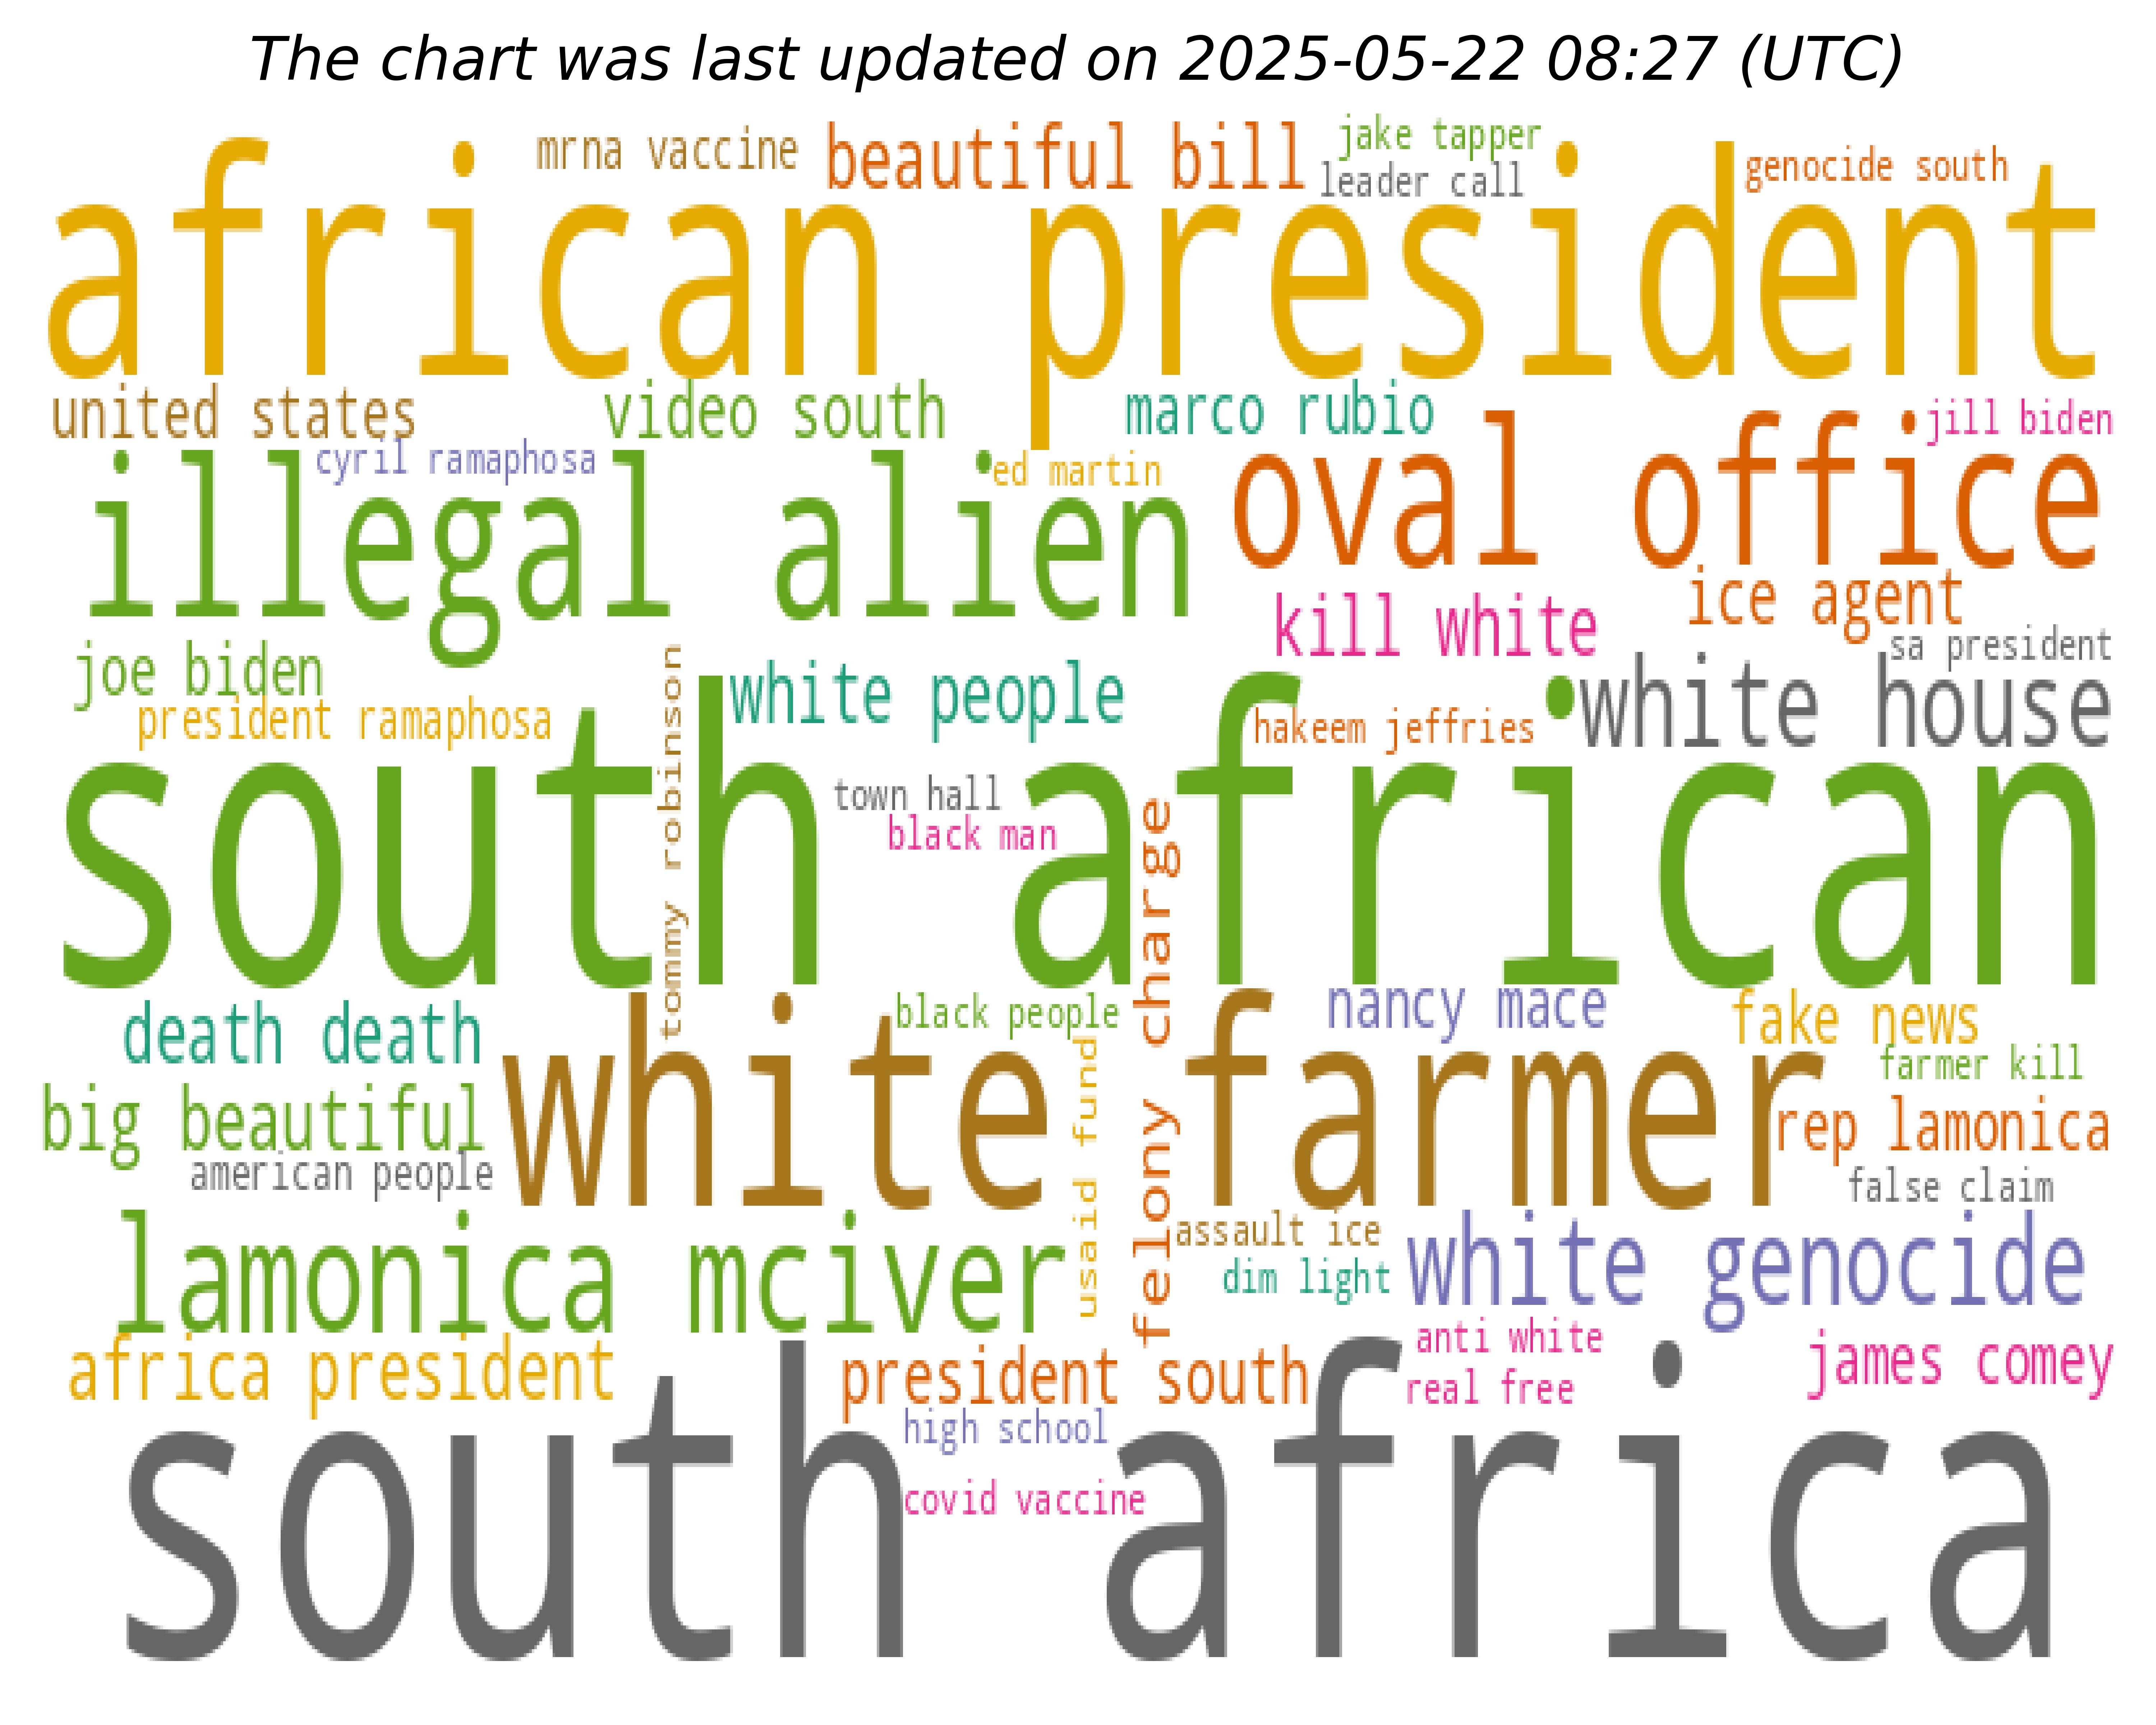 The chart was last updated on 2025-05-22 08:27 (UTC)
mrna vaccine
beautiful bill
jake tapper
leader call
genocide south
african president
united states
video south
marco rubio
jill biden
cyril ramaphosa
ed martin
illegal alien
oval office
kill white
ice agent
sa president
joe biden
white people
white house
president ramaphosa
hakeem jeffries
tommy robinson
south african
town hall
black man
felony charge
death death
black people
nancy mace
fake news
white farmer
farmer kill
big beautiful
rep lamonica
american people
usaid fund
false claim
lamonica mciver
assault ice
dim light
white genocide
africa president
president south
anti white
real free
james comey
high school
south africa
covid vaccine